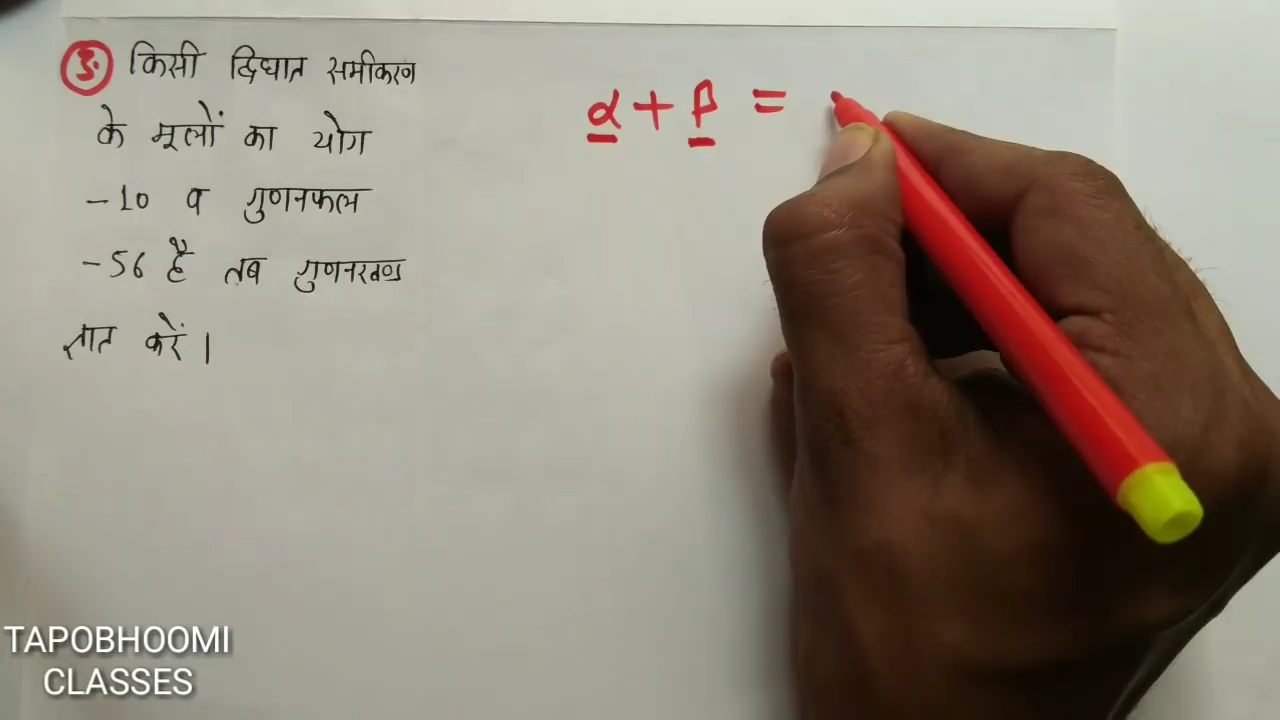 3. किसी द्विघात समीकरण
के मूलों का योग
-10 व गुणनफल
-56 है तब गुणनखण्ड
ज्ञात करें।
α + β =
TAPOBHOOMI
CLASSES